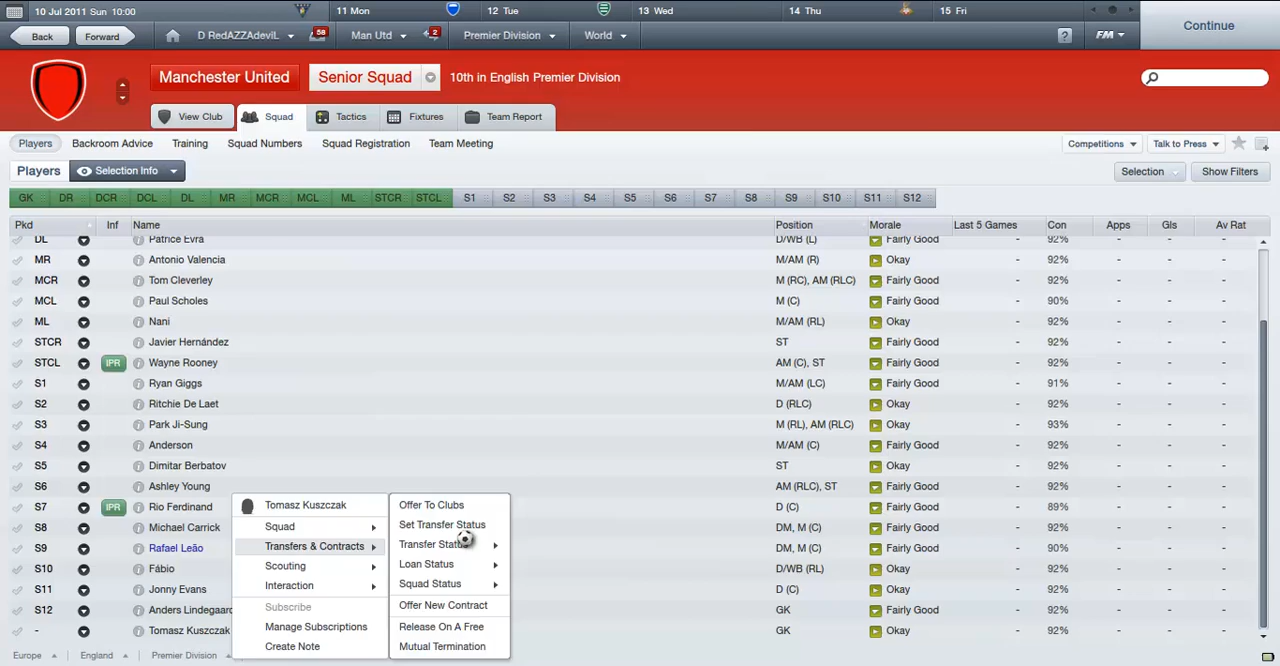 10 Jul 2011 Sun 10:00 11 Mon 12 Tue 13 Wed 14 Thu 15 Fri Continue
Back Forward D RedAZZAdeviL 58 Man Utd 2 Premier Division World ? FM
Manchester United Senior Squad 10th in English Premier Division
View Club Squad Tactics Fixtures Team Report
Players Backroom Advice Training Squad Numbers Squad Registration Team Meeting Competitions Talk to Press
Players Selection Info Selection Show Filters
GK DR DCR DCL DL MR MCR MCL ML STCR STCL S1 S2 S3 S4 S5 S6 S7 S8 S9 S10 S11 S12
Pkd Inf Name Position Morale Last 5 Games Con Apps Gls Av Rat
DL Patrice Evra D/WB (L) Fairly Good - 92% - - -
MR Antonio Valencia M/AM (R) Okay - 92% - - -
MCR Tom Cleverley M (RC), AM (RLC) Fairly Good - 92% - - -
MCL Paul Scholes M (C) Fairly Good - 90% - - -
ML Nani M/AM (RL) Okay - 92% - - -
STCR Javier Hernández ST Fairly Good - 92% - - -
STCL IPR Wayne Rooney AM (C), ST Fairly Good - 92% - - -
S1 Ryan Giggs M/AM (LC) Fairly Good - 91% - - -
S2 Ritchie De Laet D (RLC) Okay - 92% - - -
S3 Park Ji-Sung M (RL), AM (RLC) Okay - 93% - - -
S4 Anderson M/AM (C) Fairly Good - 92% - - -
S5 Dimitar Berbatov ST Okay - 92% - - -
S6 Ashley Young AM (RLC), ST Fairly Good - 92% - - -
S7 IPR Rio Ferdinand D (C) Fairly Good - 89% - - -
S8 Michael Carrick DM, M (C) Fairly Good - 92% - - -
S9 Rafael Leão DM, M (C) Fairly Good - 90% - - -
S10 Fábio D/WB (RL) Okay - 92% - - -
S11 Jonny Evans D (C) Okay - 92% - - -
S12 Anders Lindegaard GK Fairly Good - 92% - - -
- Tomasz Kuszczak GK Okay - 92% - - -
Tomasz Kuszczak
Squad
Transfers & Contracts
Scouting
Interaction
Subscribe
Manage Subscriptions
Create Note
Offer To Clubs
Set Transfer Status
Transfer Status
Loan Status
Squad Status
Offer New Contract
Release On A Free
Mutual Termination
Europe England Premier Division